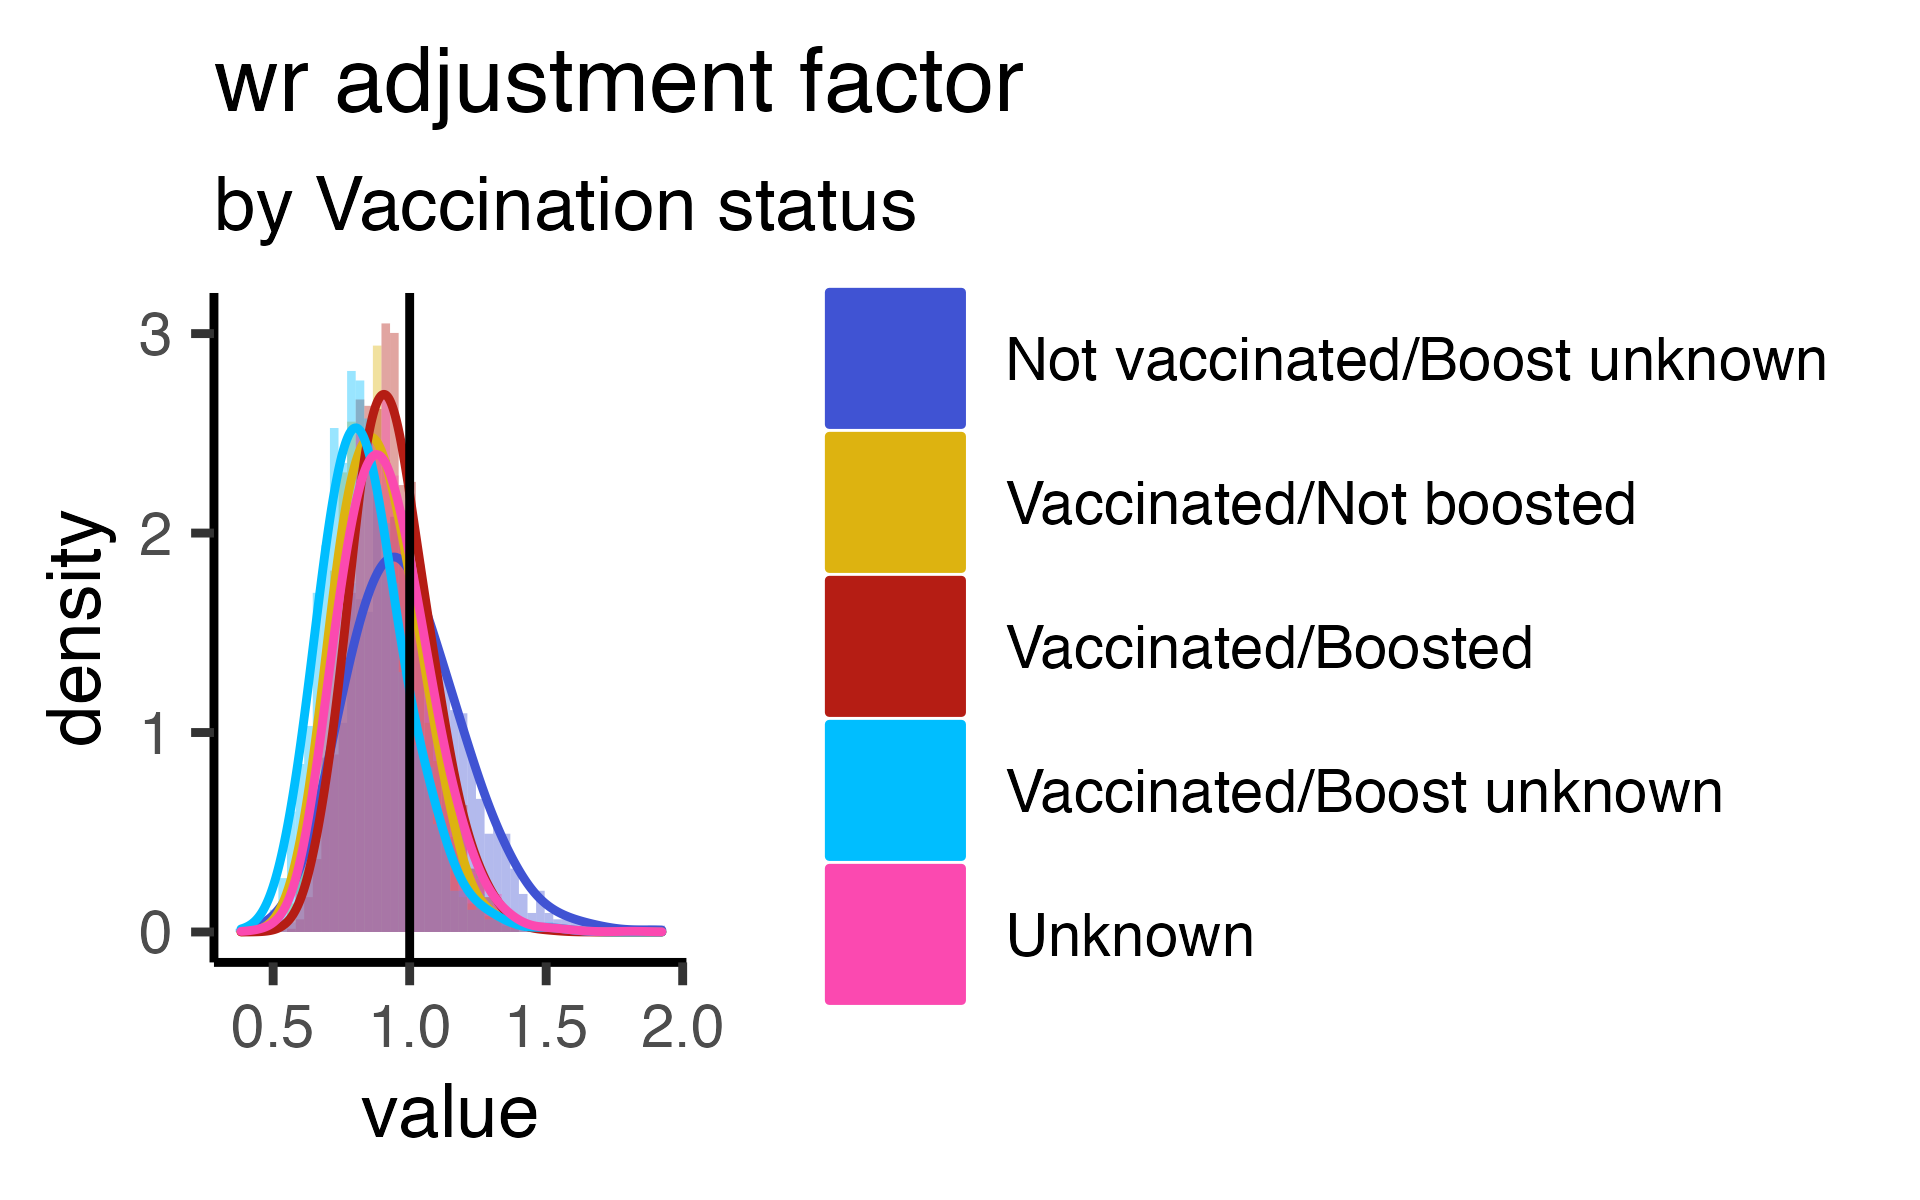 wr adjustment factor
by Vaccination status
density
3
2
1
0
0.5 1.0 1.5 2.0
value
Not vaccinated/Boost unknown
Vaccinated/Not boosted
Vaccinated/Boosted
Vaccinated/Boost unknown
Unknown